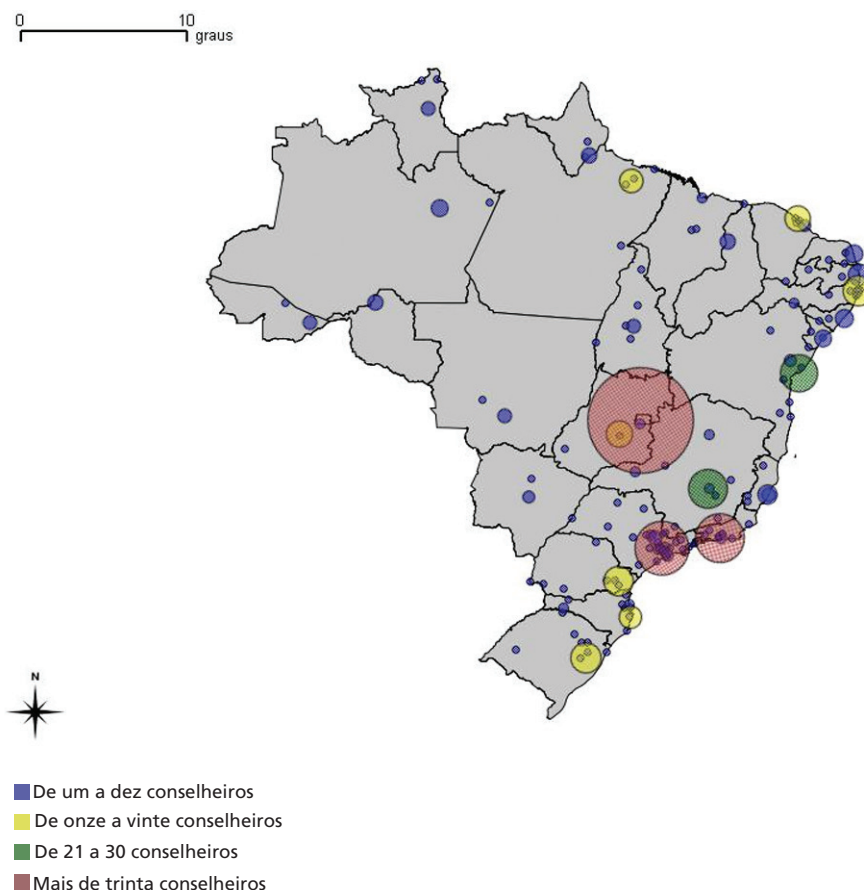 0 10
graus
N
De um a dez conselheiros
De onze a vinte conselheiros
De 21 a 30 conselheiros
Mais de trinta conselheiros